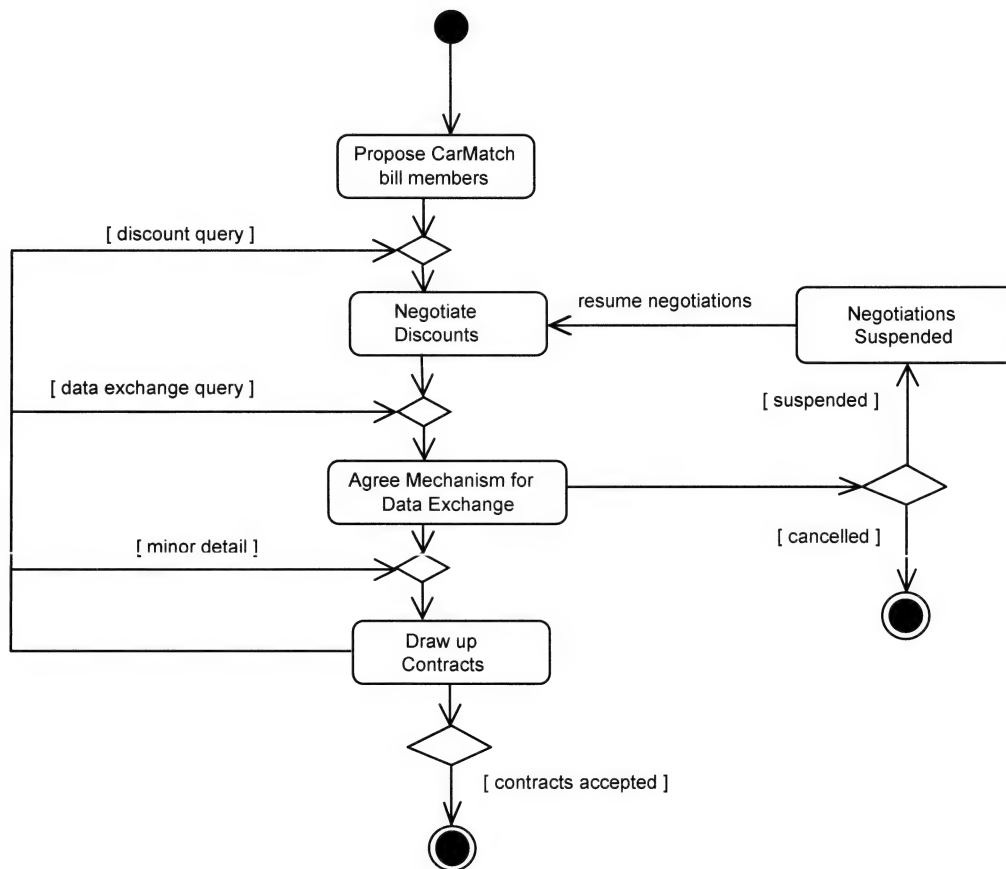 Propose CarMatch
bill members
[ discount query ]
Negotiate
Discounts
resume negotiations
Negotiations
Suspended
[ data exchange query ]
[ suspended ]
Agree Mechanism for
Data Exchange
[ cancelled ]
[ minor detail ]
Draw up
Contracts
[ contracts accepted ]